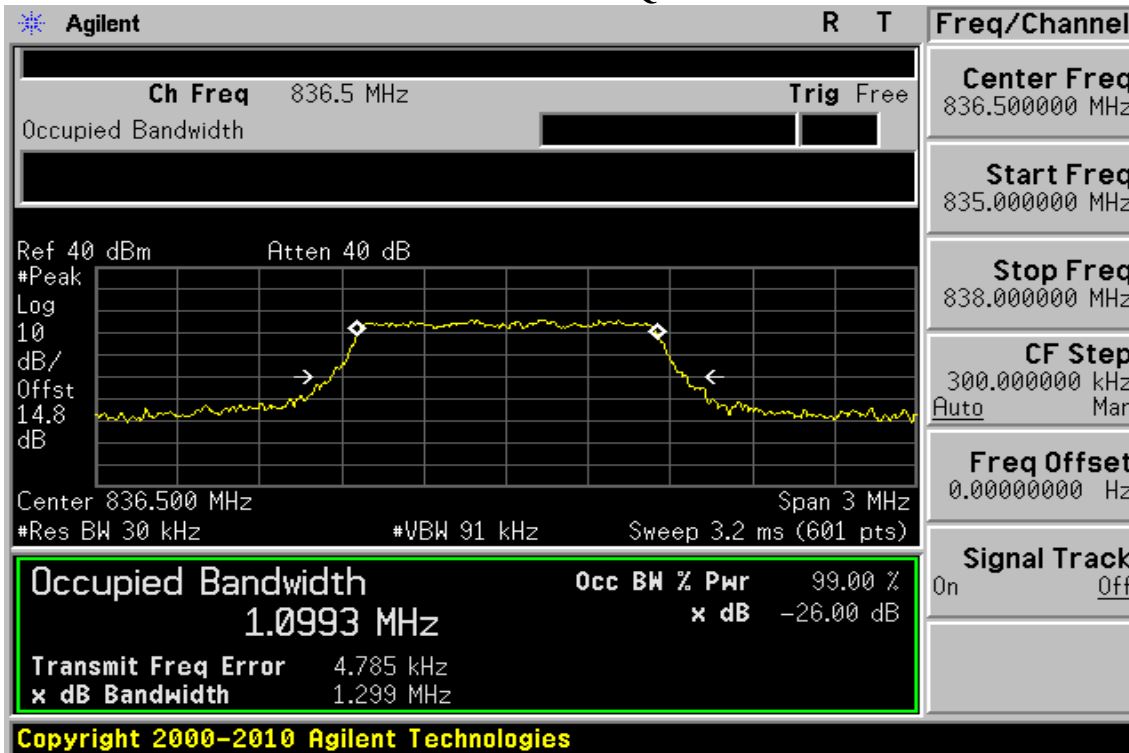 Agilent R T
Freq/Channel
Ch Freq 836.5 MHz Trig Free
Occupied Bandwidth
Center Freq
836.500000 MHz
Start Freq
835.000000 MHz
Stop Freq
838.000000 MHz
CF Step
300.000000 kHz
Auto Man
Freq Offset
0.00000000 Hz
Signal Track
On Off
Ref 40 dBm Atten 40 dB
#Peak
Log
10
dB/
Offst
14.8
dB
Center 836.500 MHz Span 3 MHz
#Res BW 30 kHz #VBW 91 kHz Sweep 3.2 ms (601 pts)
Occupied Bandwidth
1.0993 MHz
Occ BW % Pwr 99.00 %
x dB -26.00 dB
Transmit Freq Error 4.785 kHz
x dB Bandwidth 1.299 MHz
Copyright 2000-2010 Agilent Technologies